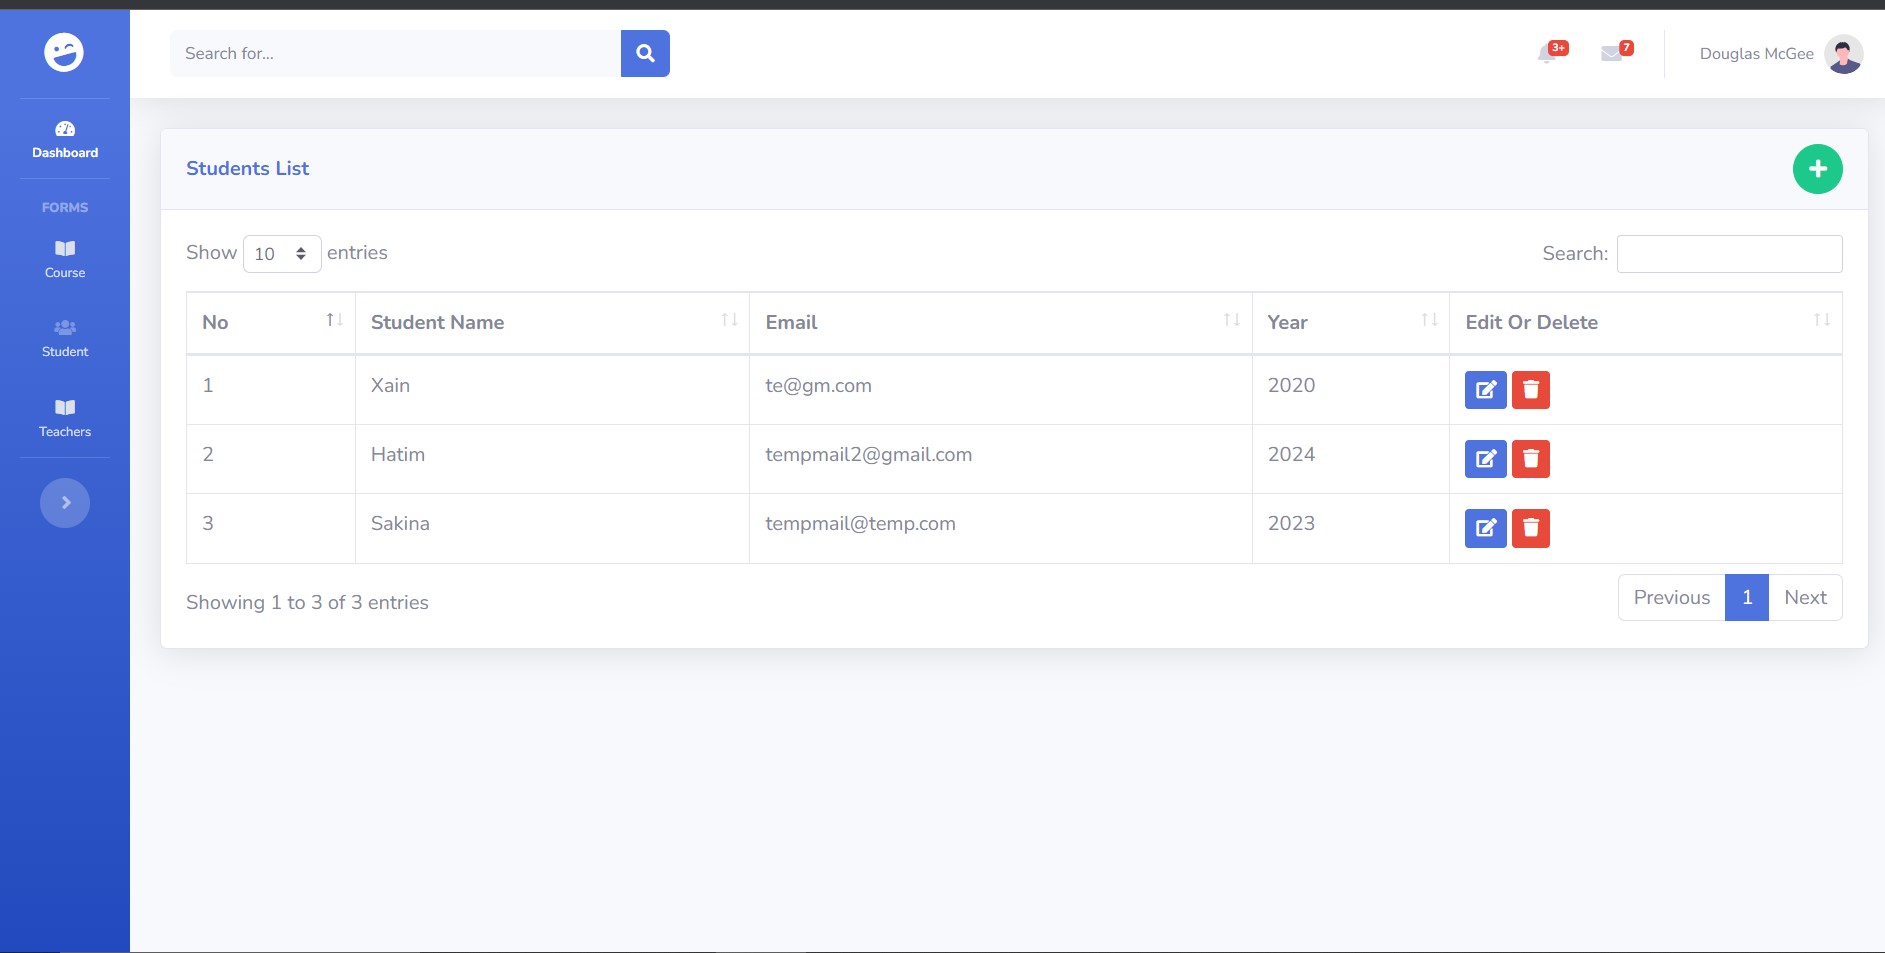 Search for...
3+
7
Douglas McGee
Dashboard
FORMS
Course
Student
Teachers
Students List
Show 10 entries
Search:
No Student Name Email Year Edit Or Delete
1 Xain te@gm.com 2020
2 Hatim tempmail2@gmail.com 2024
3 Sakina tempmail@temp.com 2023
Showing 1 to 3 of 3 entries
Previous 1 Next